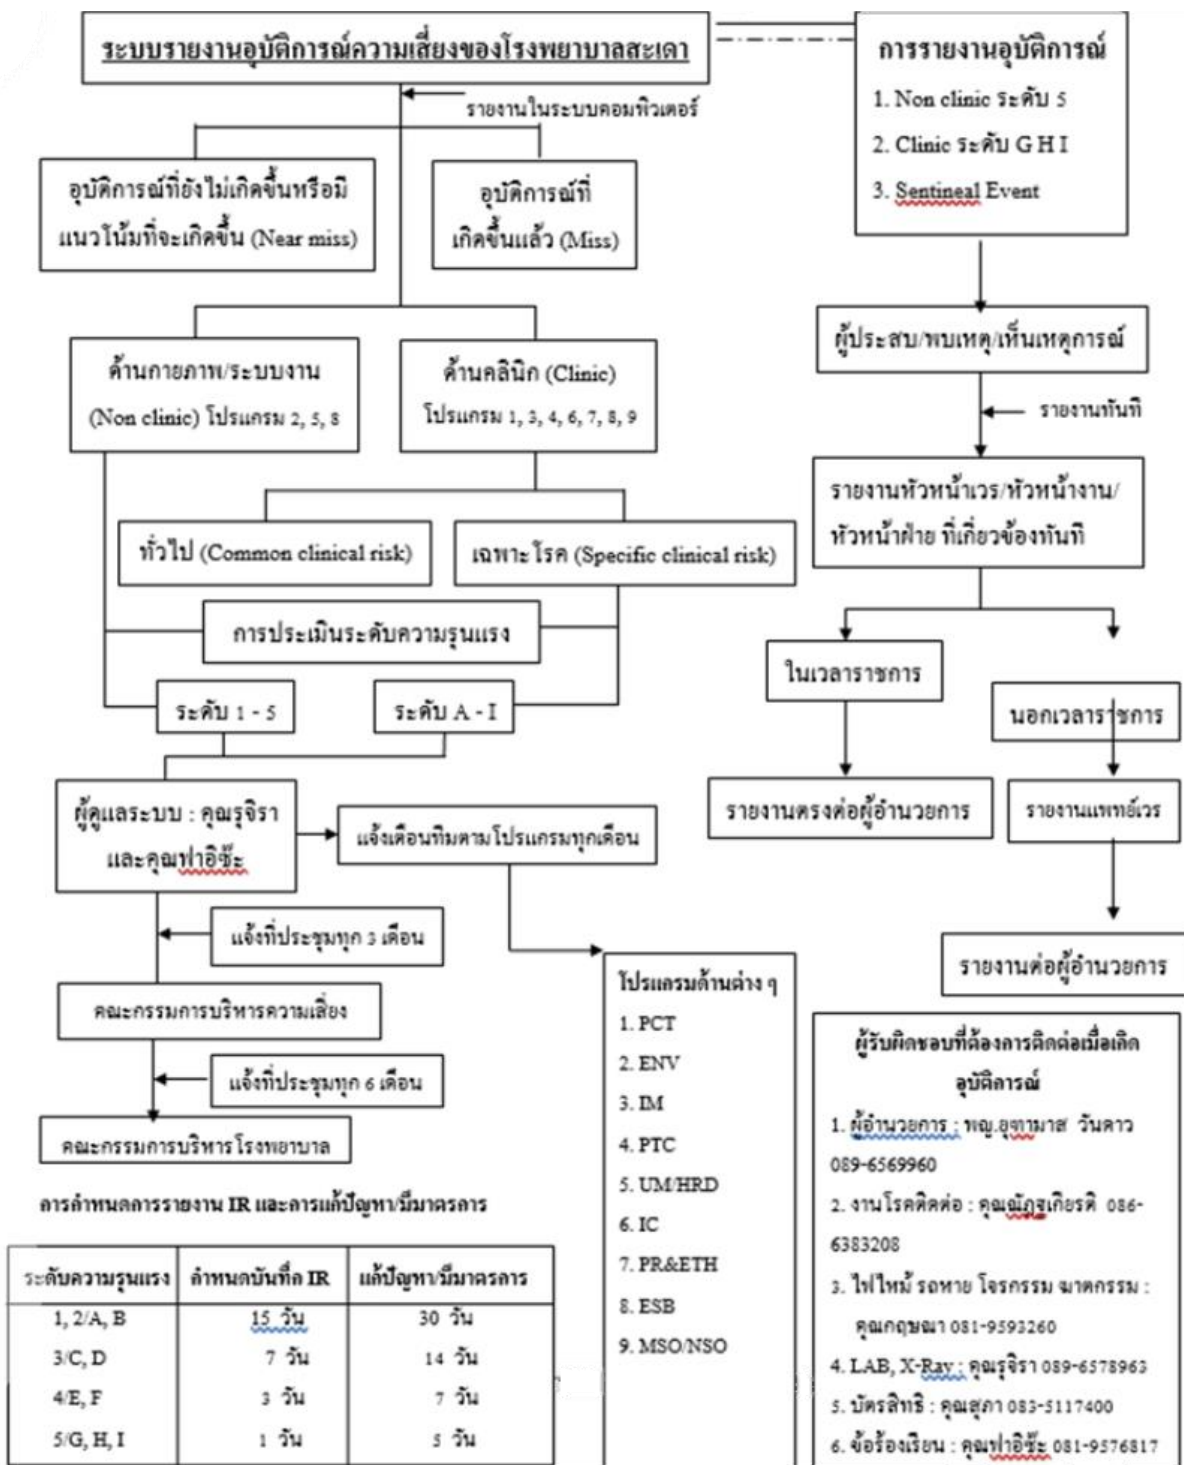 ระบบรายงานอุบัติการณ์ความเสี่ยงของโรงพยาบาลสะเดา
รายงานในระบบคอมพิวเตอร์
อุบัติการณ์ที่ยังไม่เกิดขึ้นหรือมี
แนวโน้มที่จะเกิดขึ้น (Near miss)
อุบัติการณ์ที่
เกิดขึ้นแล้ว (Miss)
ด้านกายภาพ/ระบบงาน
(Non clinic) โปรแกรม 2, 5, 8
ด้านคลินิก (Clinic)
โปรแกรม 1, 3, 4, 6, 7, 8, 9
ทั่วไป (Common clinical risk)
เฉพาะโรค (Specific clinical risk)
การประเมินระดับความรุนแรง
ระดับ 1 - 5
ระดับ A - I
ผู้ดูแลระบบ : คุณรุจิรา
และคุณฟาอิซ๊ะ
แจ้งเตือนทีมตามโปรแกรมทุกเดือน
แจ้งที่ประชุมทุก 3 เดือน
คณะกรรมการบริหารความเสี่ยง
แจ้งที่ประชุมทุก 6 เดือน
คณะกรรมการบริหารโรงพยาบาล
การรายงานอุบัติการณ์
1. Non clinic ระดับ 5
2. Clinic ระดับ G H I
3. Sentineal Event
ผู้ประสบ/พบเหตุ/เห็นเหตุการณ์
รายงานทันที
รายงานหัวหน้าเวร/หัวหน้างาน/
หัวหน้าฝ่าย ที่เกี่ยวข้องทันที
ในเวลาราชการ
นอกเวลาราชการ
รายงานตรงต่อผู้อำนวยการ
รายงานแพทย์เวร
รายงานต่อผู้อำนวยการ
โปรแกรมด้านต่าง ๆ
1. PCT
2. ENV
3. IM
4. PTC
5. UM/HRD
6. IC
7. PR&ETH
8. ESB
9. MSO/NSO
ผู้รับผิดชอบที่ต้องการติดต่อเมื่อเกิด
อุบัติการณ์
1. ผู้อำนวยการ : พญ.ยุฑามาส วันดาว
089-6569960
2. งานโรคติดต่อ : คุณณัฎฐเกียรติ 086-
6383208
3. ไฟไหม้ รถหาย โจรกรรม ฆาตกรรม :
คุณกฤษณา 081-9593260
4. LAB, X-Ray : คุณรุจิรา 089-6578963
5. บัตรสิทธิ : คุณสุภา 083-5117400
6. ข้อร้องเรียน : คุณฟาอิซ๊ะ 081-9576817
การกำหนดการรายงาน IR และการแก้ปัญหา/มีมาตรการ
ระดับความรุนแรง กำหนดบันทึก IR แก้ปัญหา/มีมาตรการ
1, 2/A, B 15 วัน 30 วัน
3/C, D 7 วัน 14 วัน
4/E, F 3 วัน 7 วัน
5/G, H, I 1 วัน 5 วัน